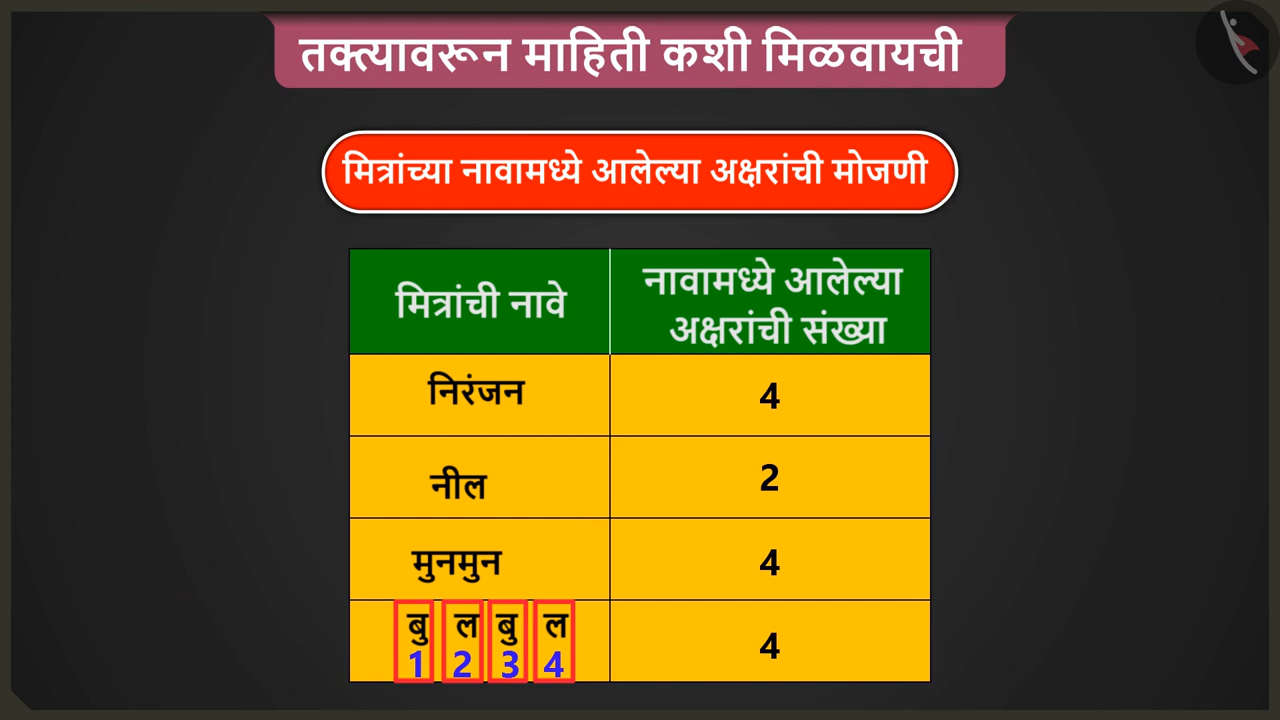 तक्त्यावरून माहिती कशी मिळवायची
मित्रांच्या नावामध्ये आलेल्या अक्षरांची मोजणी
मित्रांची नावे
नावामध्ये आलेल्या
अक्षरांची संख्या
निरंजन 4
नील 2
मुनमुन 4
बु ल बु ल 4
1 2 3 4